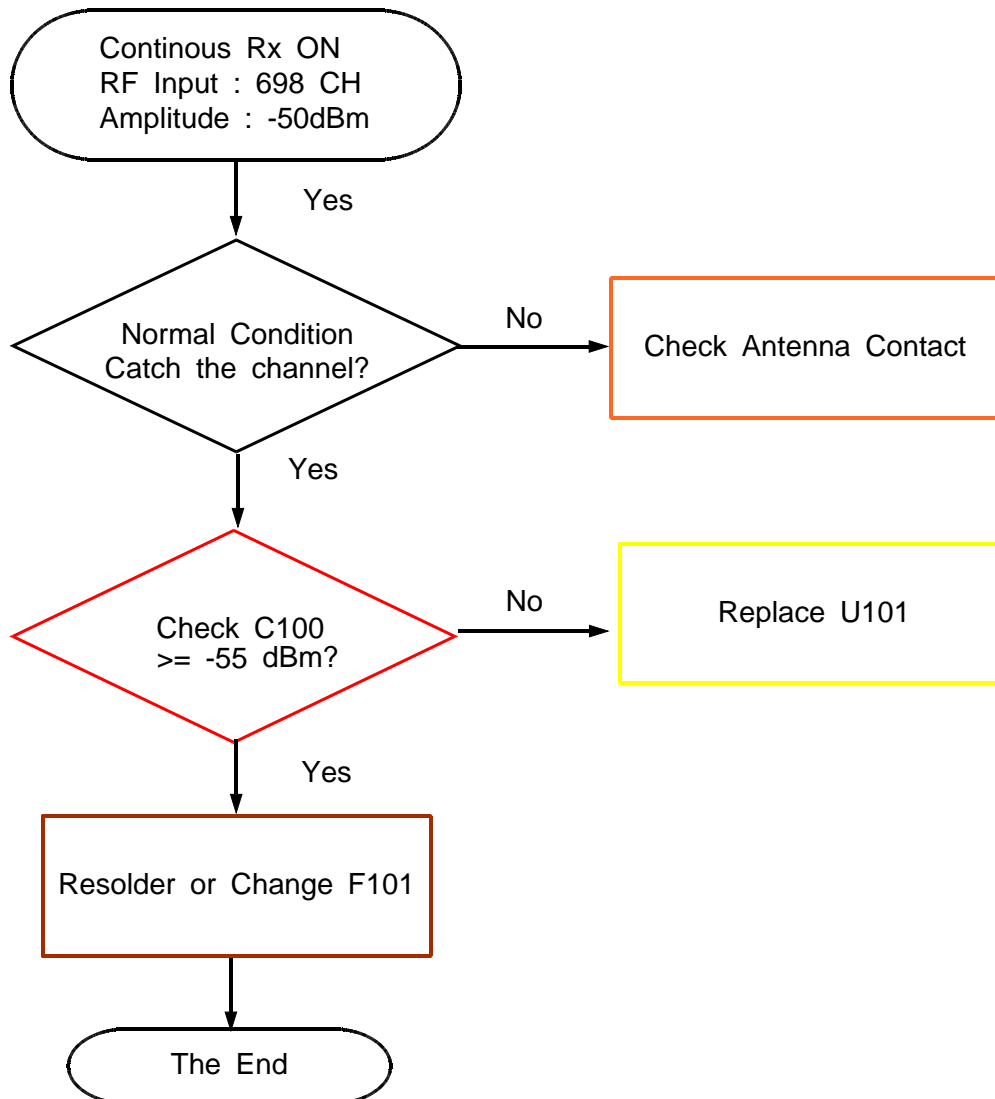 Continous Rx ON
RF Input : 698 CH
Amplitude : -50dBm
Yes
Normal Condition
Catch the channel?
No
Check Antenna Contact
Yes
Check C100
>= -55 dBm?
No
Replace U101
Yes
Resolder or Change F101
The End